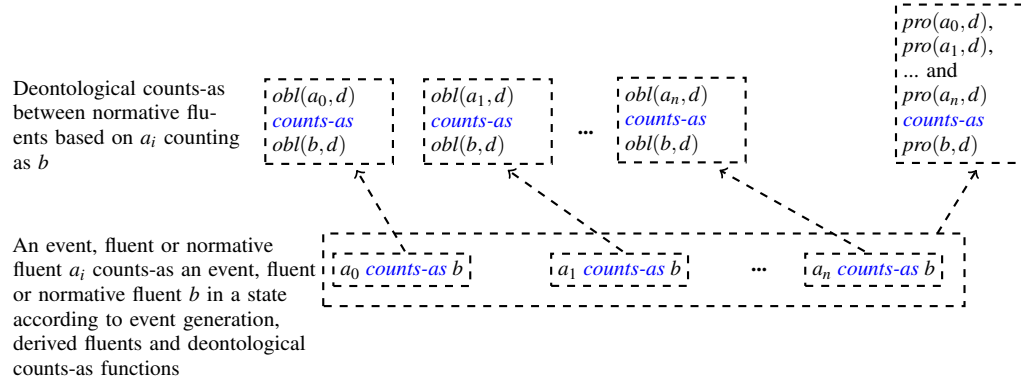 Deontological counts-as
between normative flu-
ents based on a_i counting
as b
obl(a_0,d)
counts-as
obl(b,d)
obl(a_1,d)
counts-as
obl(b,d)
...
obl(a_n,d)
counts-as
obl(b,d)
pro(a_0,d),
pro(a_1,d),
... and
pro(a_n,d)
counts-as
pro(b,d)
An event, fluent or normative
fluent a_i counts-as an event, fluent
or normative fluent b in a state
according to event generation,
derived fluents and deontological
counts-as functions
a_0 counts-as b
a_1 counts-as b
...
a_n counts-as b